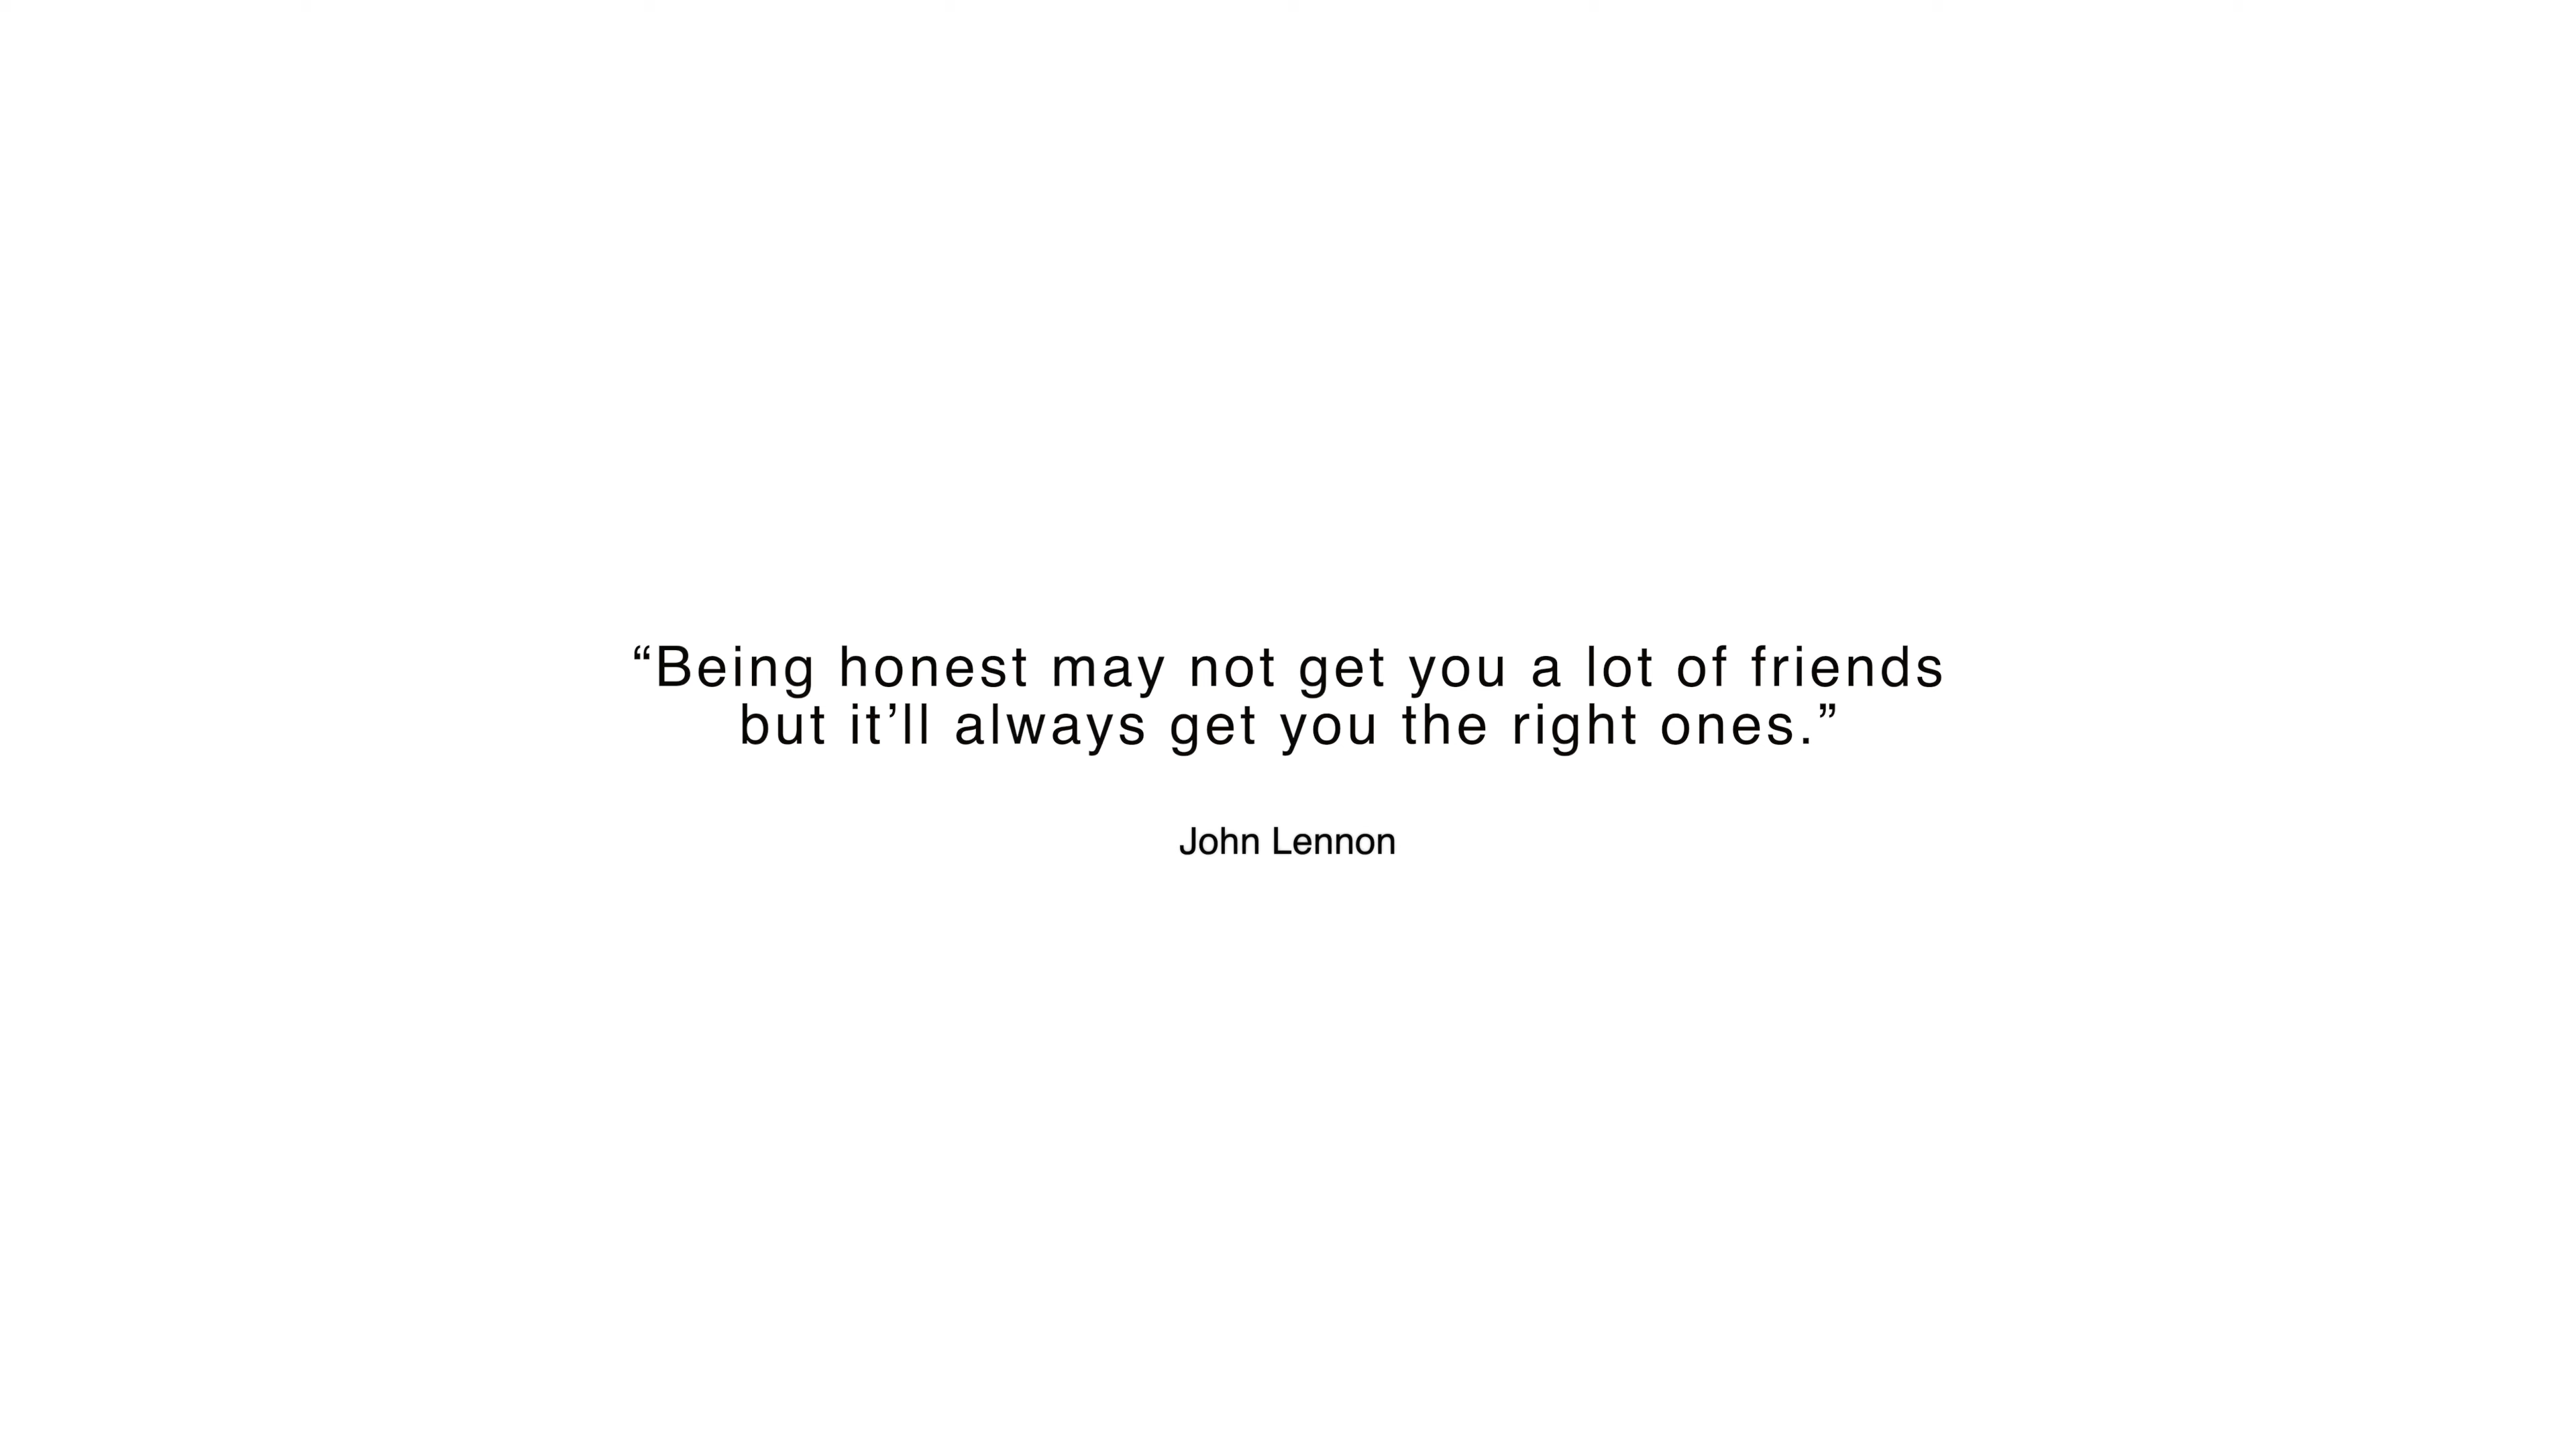 “Being honest may not get you a lot of friends
but it’ll always get you the right ones.”
John Lennon